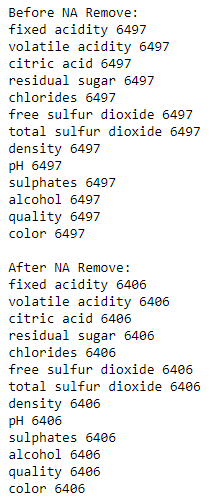 Before NA Remove:
fixed acidity 6497
volatile acidity 6497
citric acid 6497
residual sugar 6497
chlorides 6497
free sulfur dioxide 6497
total sulfur dioxide 6497
density 6497
pH 6497
sulphates 6497
alcohol 6497
quality 6497
color 6497

After NA Remove:
fixed acidity 6406
volatile acidity 6406
citric acid 6406
residual sugar 6406
chlorides 6406
free sulfur dioxide 6406
total sulfur dioxide 6406
density 6406
pH 6406
sulphates 6406
alcohol 6406
quality 6406
color 6406